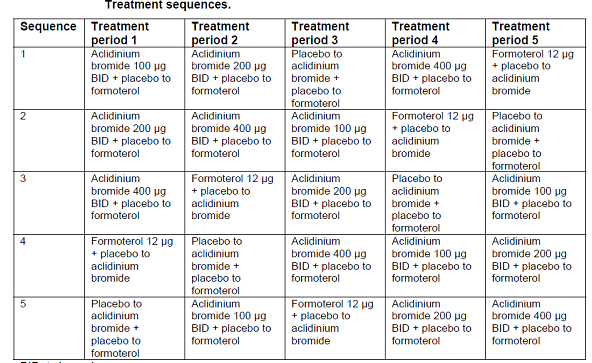 Treatment sequences.
Sequence Treatment period 1 Treatment period 2 Treatment period 3 Treatment period 4 Treatment period 5
1
Aclidinium
bromide 100 µg
BID + placebo to
formoterol
Aclidinium
bromide 200 µg
BID + placebo to
formoterol
Placebo to
aclidinium
bromide +
placebo to
formoterol
Aclidinium
bromide 400 µg
BID + placebo to
formoterol
Formoterol 12 µg
+ placebo to
aclidinium
bromide
2
Aclidinium
bromide 200 µg
BID + placebo to
formoterol
Aclidinium
bromide 400 µg
BID + placebo to
formoterol
Aclidinium
bromide 100 µg
BID + placebo to
formoterol
Formoterol 12 µg
+ placebo to
aclidinium
bromide
Placebo to
aclidinium
bromide +
placebo to
formoterol
3
Aclidinium
bromide 400 µg
BID + placebo to
formoterol
Formoterol 12 µg
+ placebo to
aclidinium
bromide
Aclidinium
bromide 200 µg
BID + placebo to
formoterol
Placebo to
aclidinium
bromide +
placebo to
formoterol
Aclidinium
bromide 100 µg
BID + placebo to
formoterol
4
Formoterol 12 µg
+ placebo to
aclidinium
bromide
Placebo to
aclidinium
bromide +
placebo to
formoterol
Aclidinium
bromide 400 µg
BID + placebo to
formoterol
Aclidinium
bromide 100 µg
BID + placebo to
formoterol
Aclidinium
bromide 200 µg
BID + placebo to
formoterol
5
Placebo to
aclidinium
bromide +
placebo to
formoterol
Aclidinium
bromide 100 µg
BID + placebo to
formoterol
Formoterol 12 µg
+ placebo to
aclidinium
bromide
Aclidinium
bromide 200 µg
BID + placebo to
formoterol
Aclidinium
bromide 400 µg
BID + placebo to
formoterol